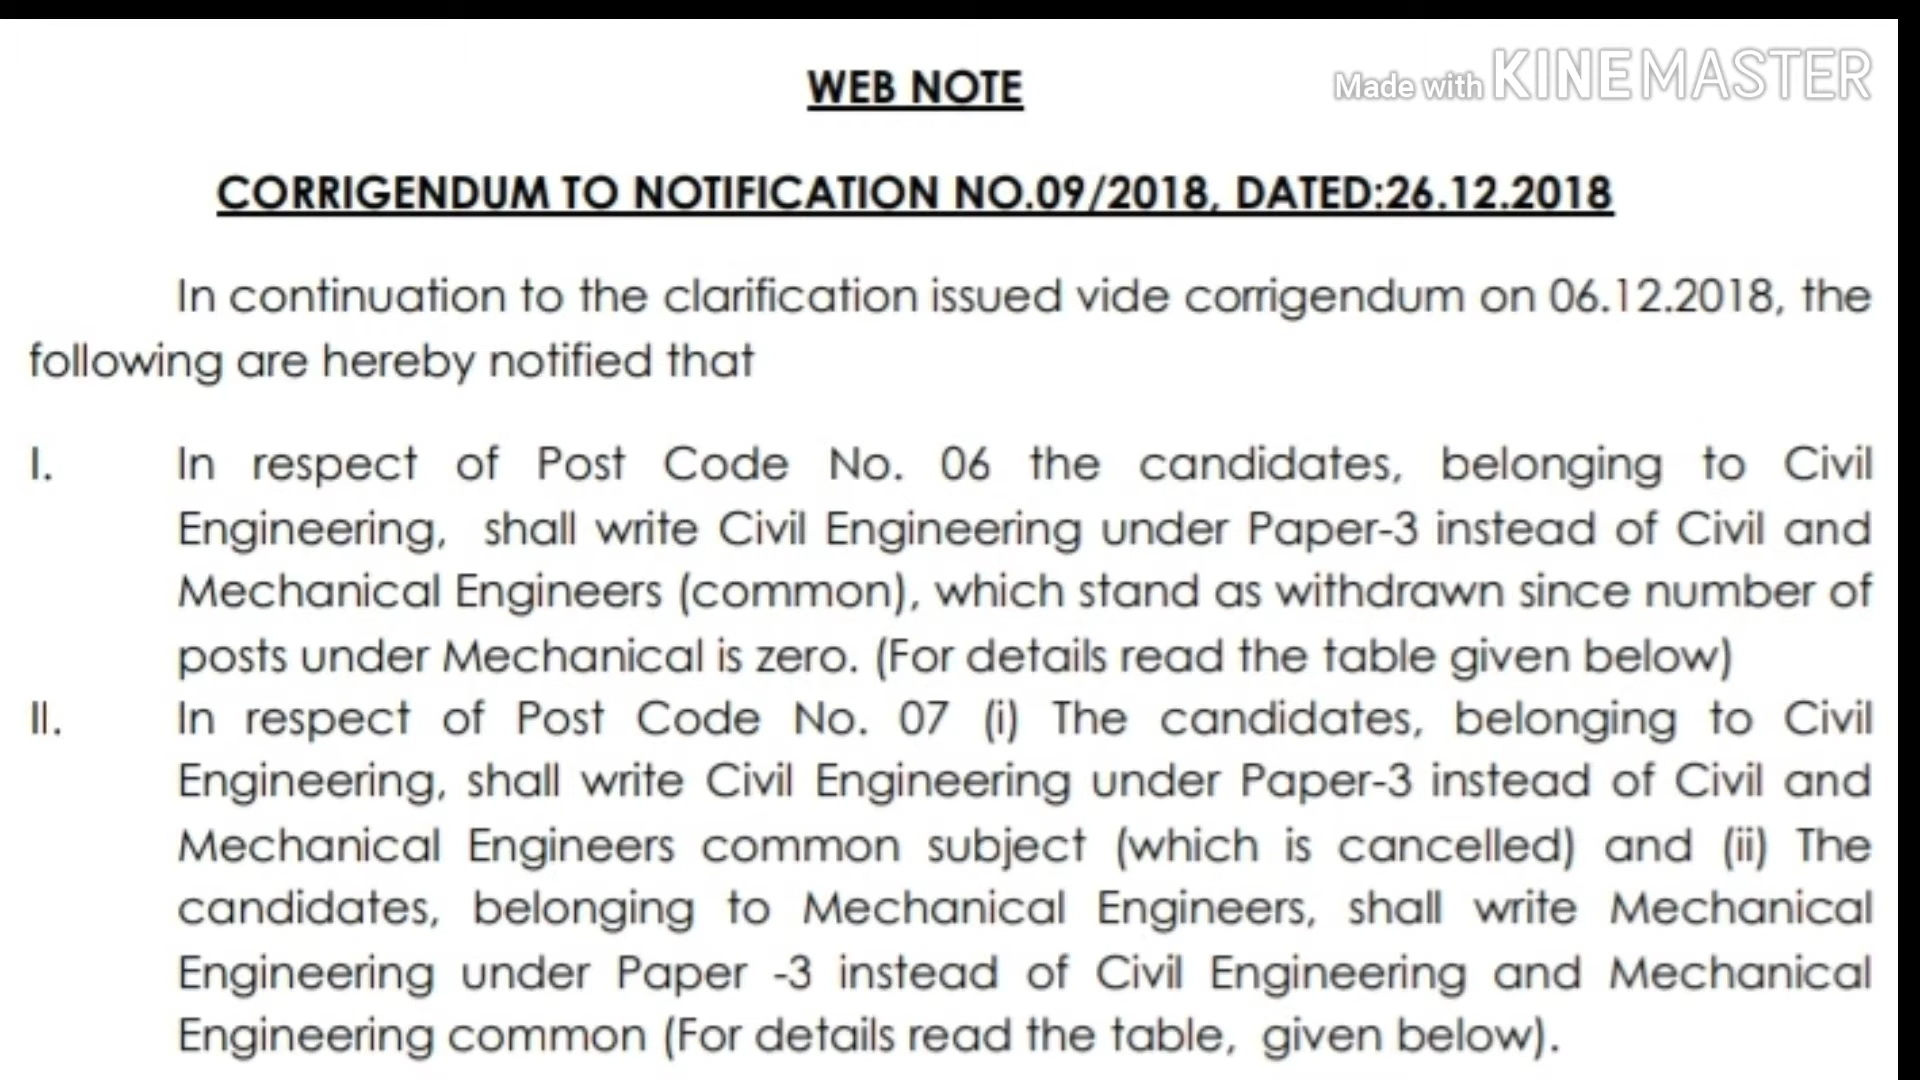 WEB NOTE
Made with KINEMASTER
CORRIGENDUM TO NOTIFICATION NO.09/2018, DATED:26.12.2018
In continuation to the clarification issued vide corrigendum on 06.12.2018, the
following are hereby notified that
I. In respect of Post Code No. 06 the candidates, belonging to Civil
Engineering, shall write Civil Engineering under Paper-3 instead of Civil and
Mechanical Engineers (common), which stand as withdrawn since number of
posts under Mechanical is zero. (For details read the table given below)
II. In respect of Post Code No. 07 (i) The candidates, belonging to Civil
Engineering, shall write Civil Engineering under Paper-3 instead of Civil and
Mechanical Engineers common subject (which is cancelled) and (ii) The
candidates, belonging to Mechanical Engineers, shall write Mechanical
Engineering under Paper -3 instead of Civil Engineering and Mechanical
Engineering common (For details read the table, given below).